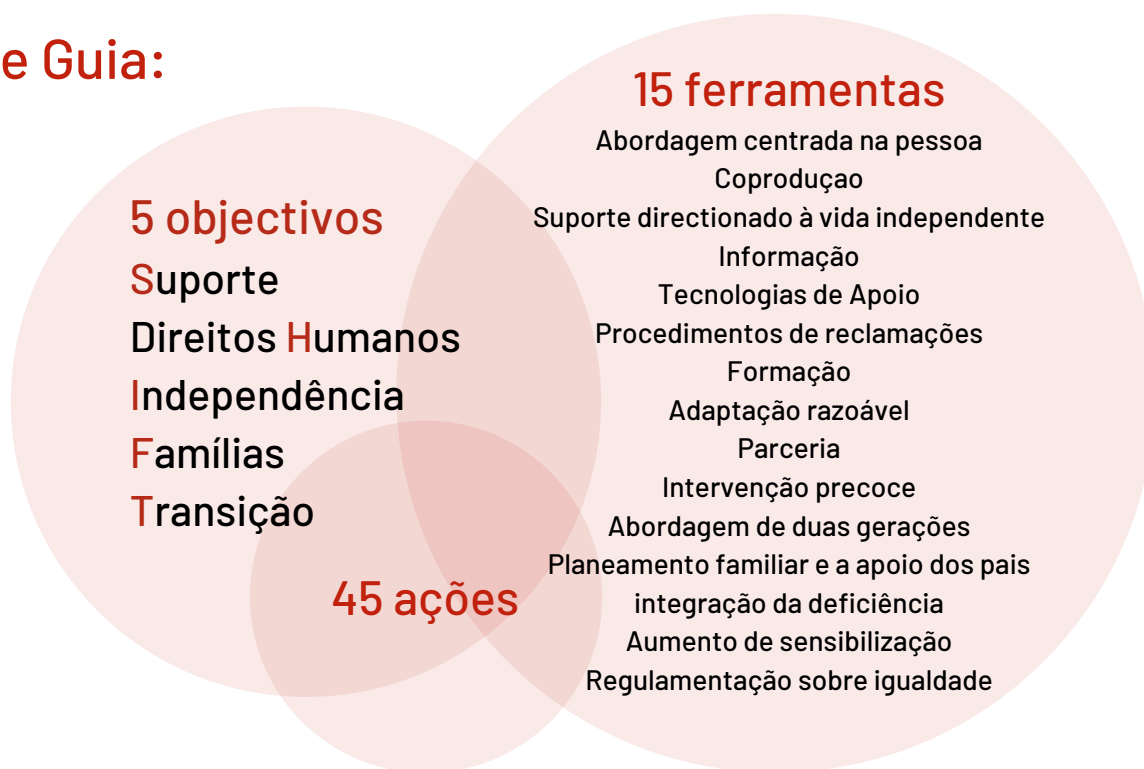 e Guia:
5 objectivos
Suporte
Direitos Humanos
Independência
Famílias
Transição
45 ações
15 ferramentas
Abordagem centrada na pessoa
Coproduçao
Suporte directionado à vida independente
Informação
Tecnologias de Apoio
Procedimentos de reclamações
Formação
Adaptação razoável
Parceria
Intervenção precoce
Abordagem de duas gerações
Planeamento familiar e a apoio dos pais
integração da deficiência
Aumento de sensibilização
Regulamentação sobre igualdade